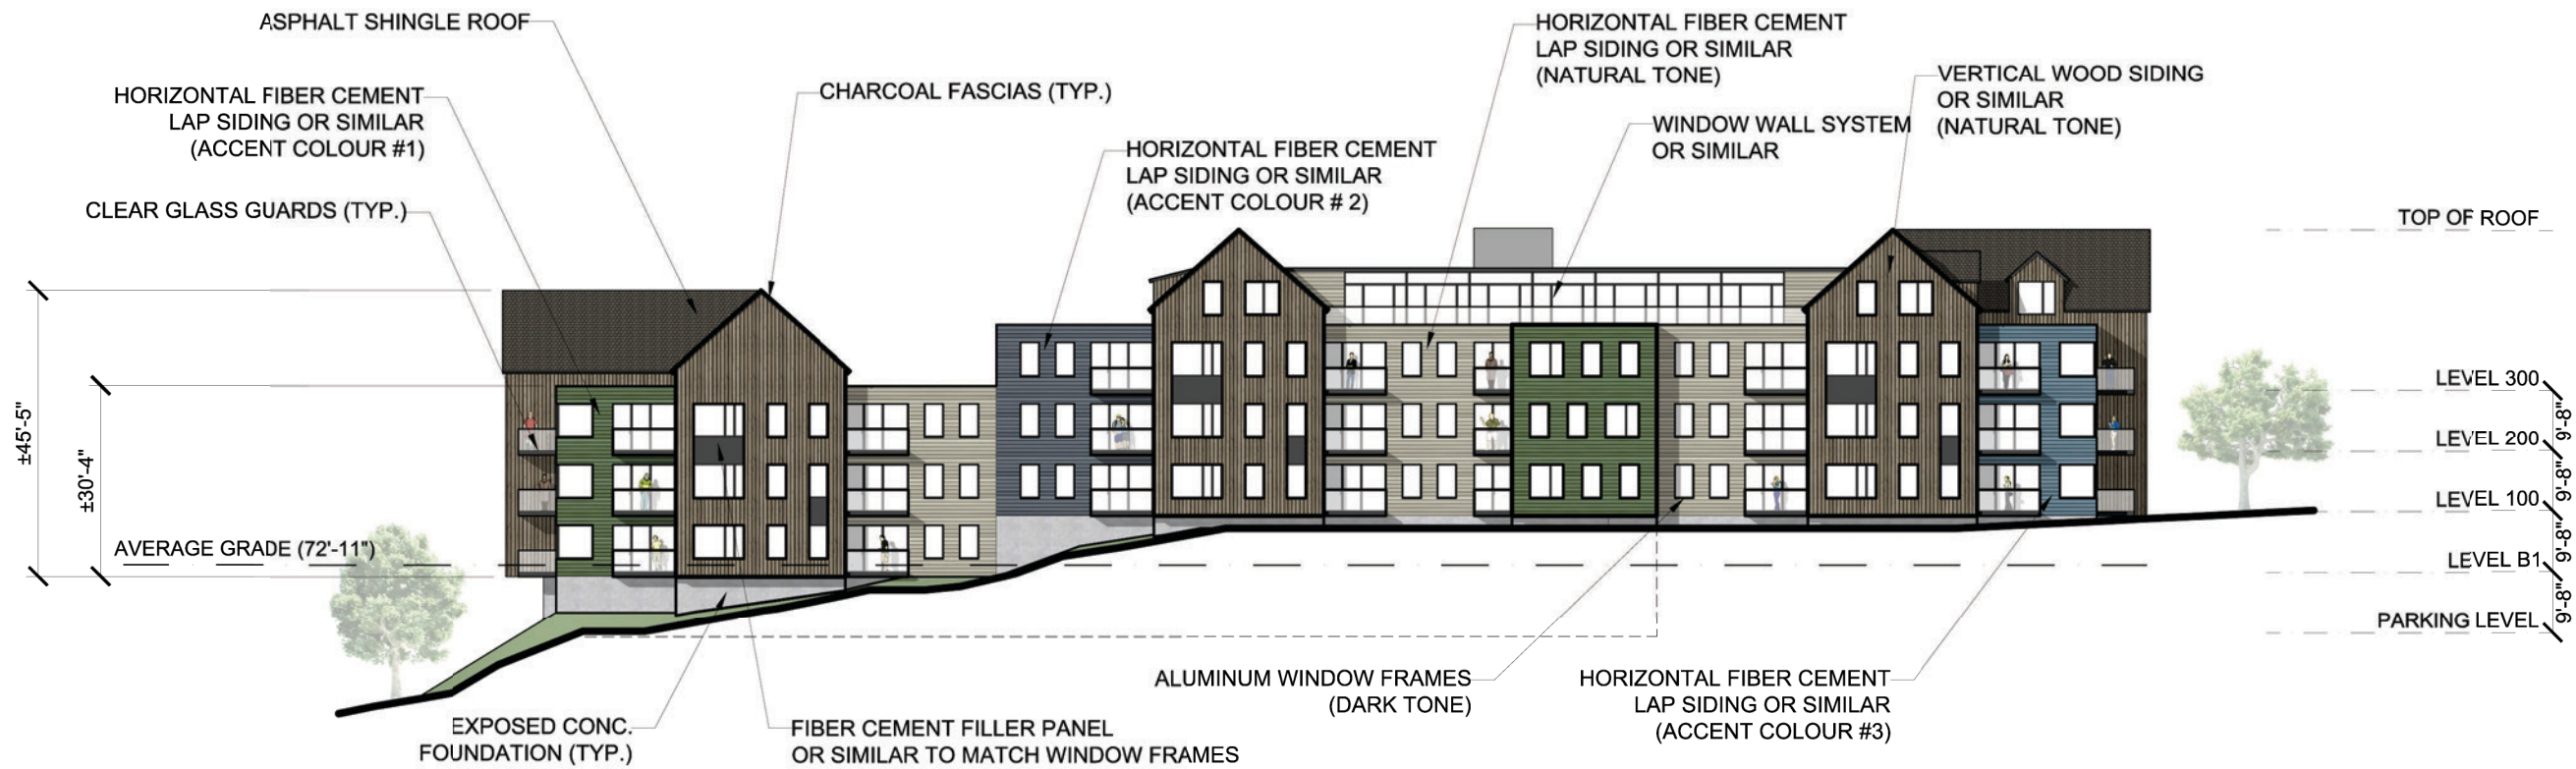 ASPHALT SHINGLE ROOF
HORIZONTAL FIBER CEMENT
LAP SIDING OR SIMILAR
(ACCENT COLOUR #1)
CLEAR GLASS GUARDS (TYP.)
CHARCOAL FASCIAS (TYP.)
HORIZONTAL FIBER CEMENT
LAP SIDING OR SIMILAR
(ACCENT COLOUR # 2)
HORIZONTAL FIBER CEMENT
LAP SIDING OR SIMILAR
(NATURAL TONE)
WINDOW WALL SYSTEM
OR SIMILAR
VERTICAL WOOD SIDING
OR SIMILAR
(NATURAL TONE)
TOP OF ROOF
LEVEL 300
9'-8"
LEVEL 200
9'-8"
LEVEL 100
9'-8"
LEVEL B1
9'-8"
PARKING LEVEL
±45'-5"
±30'-4"
AVERAGE GRADE (72'-11")
EXPOSED CONC.
FOUNDATION (TYP.)
FIBER CEMENT FILLER PANEL
OR SIMILAR TO MATCH WINDOW FRAMES
ALUMINUM WINDOW FRAMES
(DARK TONE)
HORIZONTAL FIBER CEMENT
LAP SIDING OR SIMILAR
(ACCENT COLOUR #3)